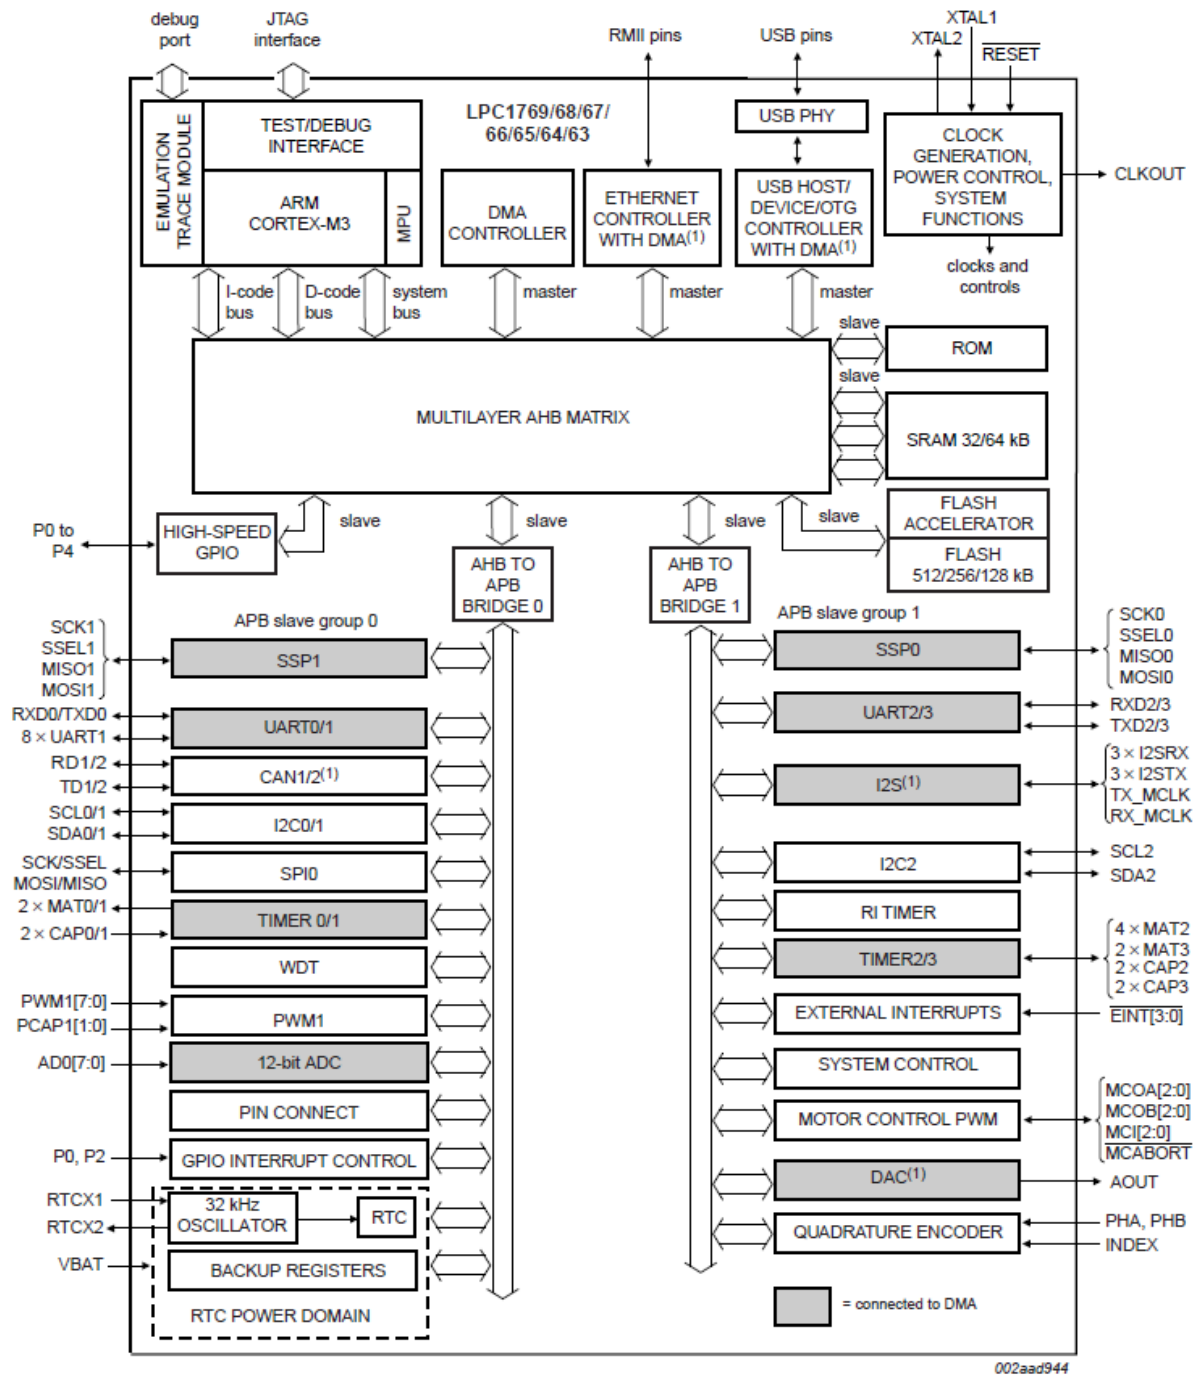 debug
port
JTAG
interface
RMII pins
USB pins
XTAL1
XTAL2
RESET
LPC1769/68/67/
66/65/64/63
EMULATION
TRACE MODULE
TEST/DEBUG
INTERFACE
ARM
CORTEX-M3
MPU
DMA
CONTROLLER
ETHERNET
CONTROLLER
WITH DMA(1)
USB PHY
USB HOST/
DEVICE/OTG
CONTROLLER
WITH DMA(1)
CLOCK
GENERATION,
POWER CONTROL,
SYSTEM
FUNCTIONS
CLKOUT
clocks and
controls
I-code
bus
D-code
bus
system
bus
master
master
master
slave
ROM
slave
MULTILAYER AHB MATRIX
SRAM 32/64 kB
P0 to
P4
HIGH-SPEED
GPIO
slave
slave
slave
slave
FLASH
ACCELERATOR
FLASH
512/256/128 kB
AHB TO
APB
BRIDGE 0
AHB TO
APB
BRIDGE 1
APB slave group 0
APB slave group 1
SCK1
SSEL1
MISO1
MOSI1
SSP1
RXD0/TXD0
8 × UART1
UART0/1
RD1/2
TD1/2
CAN1/2(1)
SCL0/1
SDA0/1
I2C0/1
SCK/SSEL
MOSI/MISO
SPI0
2 × MAT0/1
2 × CAP0/1
TIMER 0/1
WDT
PWM1[7:0]
PCAP1[1:0]
PWM1
AD0[7:0]
12-bit ADC
PIN CONNECT
P0, P2
GPIO INTERRUPT CONTROL
RTCX1
RTCX2
32 kHz
OSCILLATOR
RTC
VBAT
BACKUP REGISTERS
RTC POWER DOMAIN
SSP0
SCK0
SSEL0
MISO0
MOSI0
UART2/3
RXD2/3
TXD2/3
I2S(1)
3 × I2SRX
3 × I2STX
TX_MCLK
RX_MCLK
I2C2
SCL2
SDA2
RI TIMER
TIMER2/3
4 × MAT2
2 × MAT3
2 × CAP2
2 × CAP3
EXTERNAL INTERRUPTS
EINT[3:0]
SYSTEM CONTROL
MOTOR CONTROL PWM
MCOA[2:0]
MCOB[2:0]
MCI[2:0]
MCABORT
DAC(1)
AOUT
QUADRATURE ENCODER
PHA, PHB
INDEX
= connected to DMA
002aad944